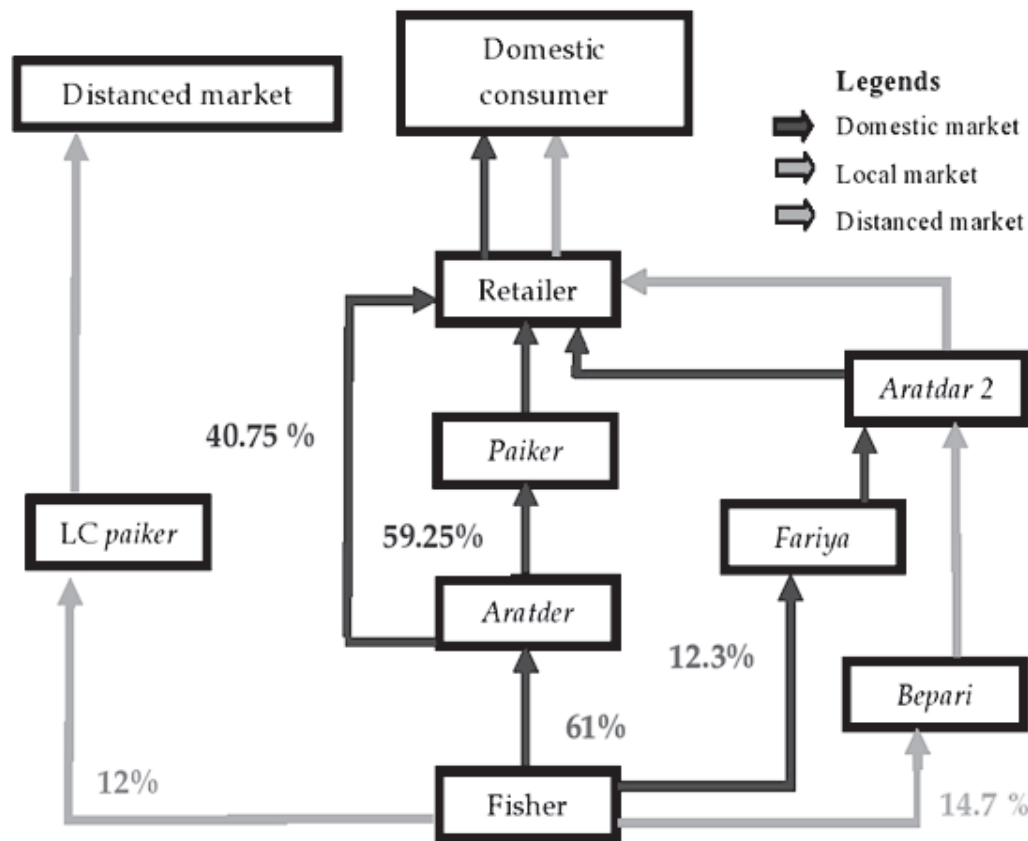 Distanced market
Domestic
consumer
Legends
Domestic market
Local market
Distanced market
Retailer
Aratdar 2
40.75 %
Paiker
LC paiker
59.25%
Fariya
Aratder
12.3%
Bepari
61%
12%
Fisher
14.7 %